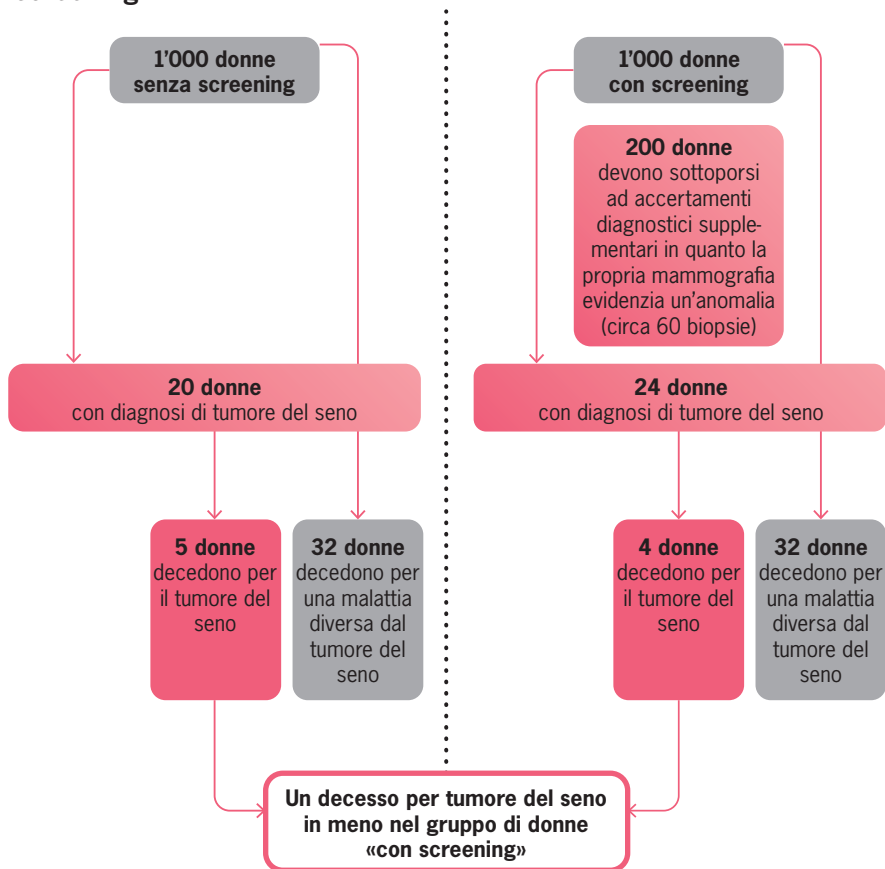 1’000 donne
senza screening
20 donne
con diagnosi di tumore del seno
5 donne
decedono per
il tumore del
seno
32 donne
decedono per
una malattia
diversa dal
tumore del
seno
1’000 donne
con screening
200 donne
devono sottoporsi
ad accertamenti
diagnostici supple-
mentari in quanto la
propria mammografia
evidenzia un’anomalia
(circa 60 biopsie)
24 donne
con diagnosi di tumore del seno
4 donne
decedono per
il tumore del
seno
32 donne
decedono per
una malattia
diversa dal
tumore del
seno
Un decesso per tumore del seno
in meno nel gruppo di donne
«con screening»